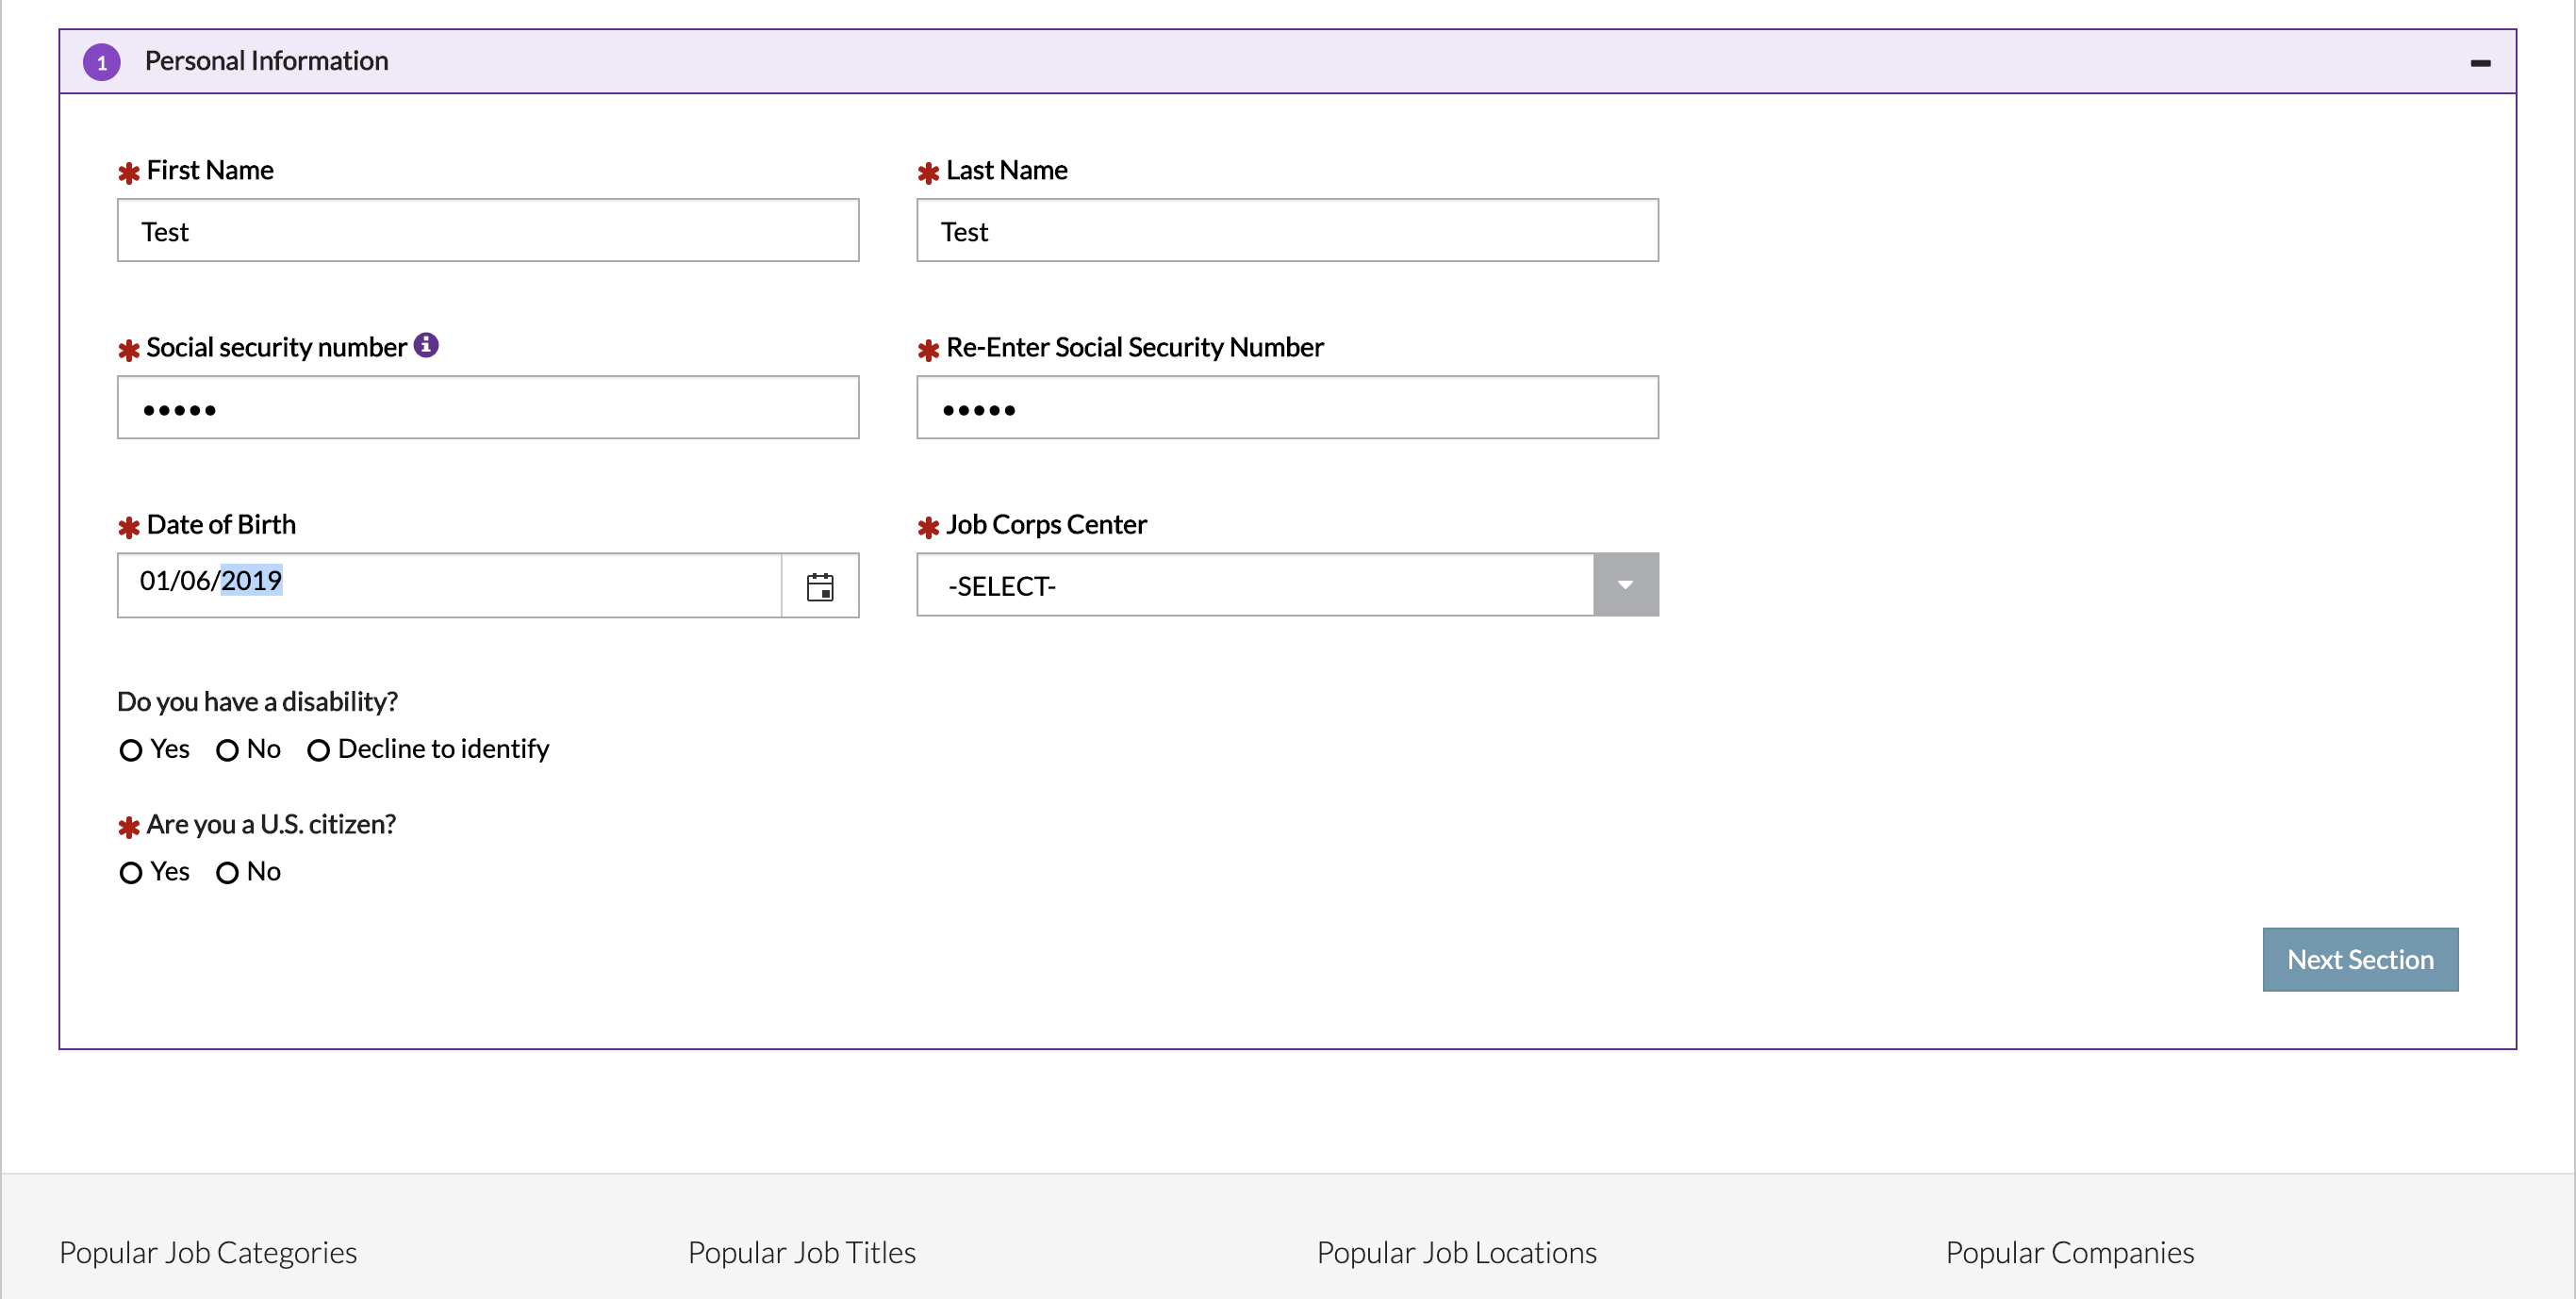 1 Personal Information
* First Name
Test
* Last Name
Test
* Social security number i
•••••
* Re-Enter Social Security Number
•••••
* Date of Birth
01/06/2019
* Job Corps Center
-SELECT-
Do you have a disability?
Yes No Decline to identify
* Are you a U.S. citizen?
Yes No
Next Section
Popular Job Categories Popular Job Titles Popular Job Locations Popular Companies